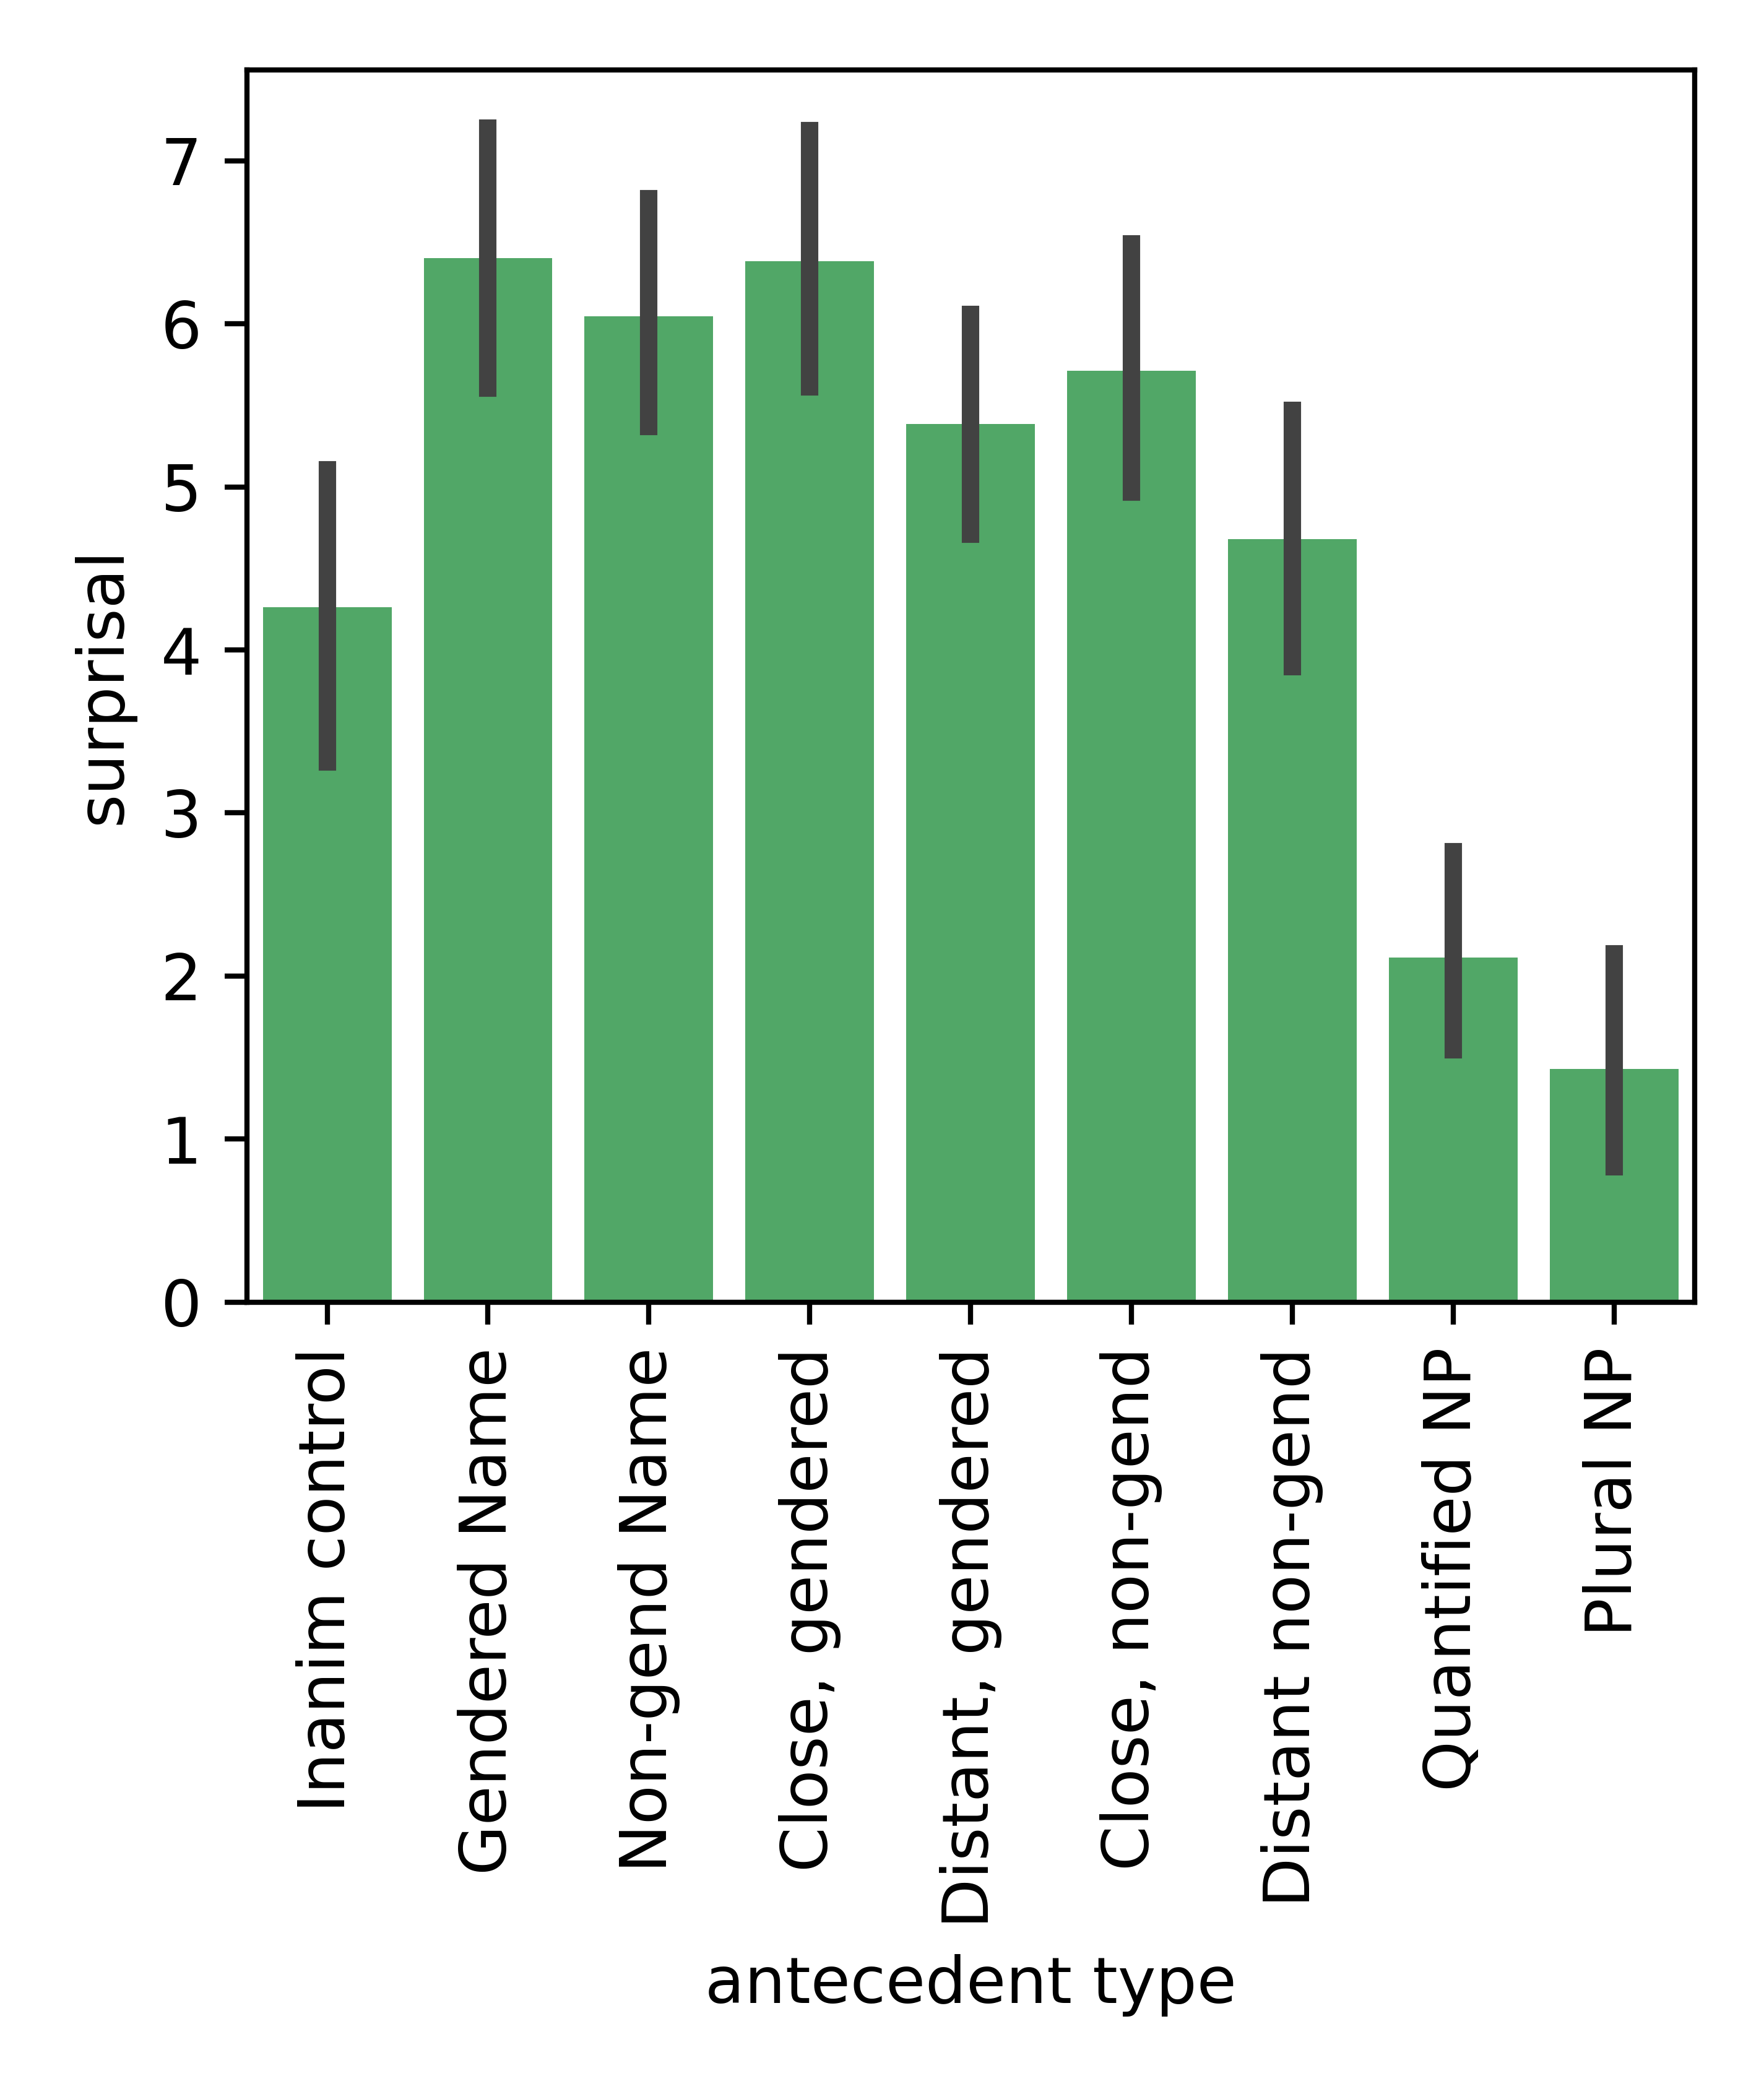 surprisal
7
6
5
4
3
2
1
0
Inanim control
Gendered Name
Non-gend Name
Close, gendered
Distant, gendered
Close, non-gend
Distant non-gend
Quantified NP
Plural NP
antecedent type